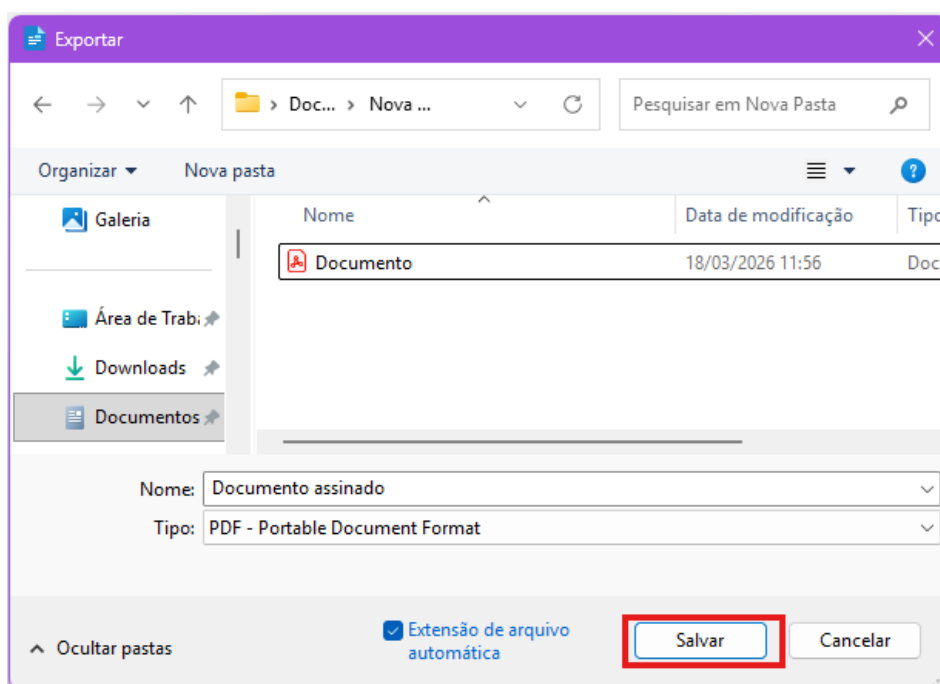 Exportar
Doc... › Nova ...
Pesquisar em Nova Pasta
Organizar
Nova pasta
?
Galeria
Nome
Data de modificação
Tipo
Documento
18/03/2026 11:56
Doc
Área de Traba
Downloads
Documentos
Nome: Documento assinado
Tipo: PDF - Portable Document Format
Extensão de arquivo
automática
Ocultar pastas
Salvar
Cancelar